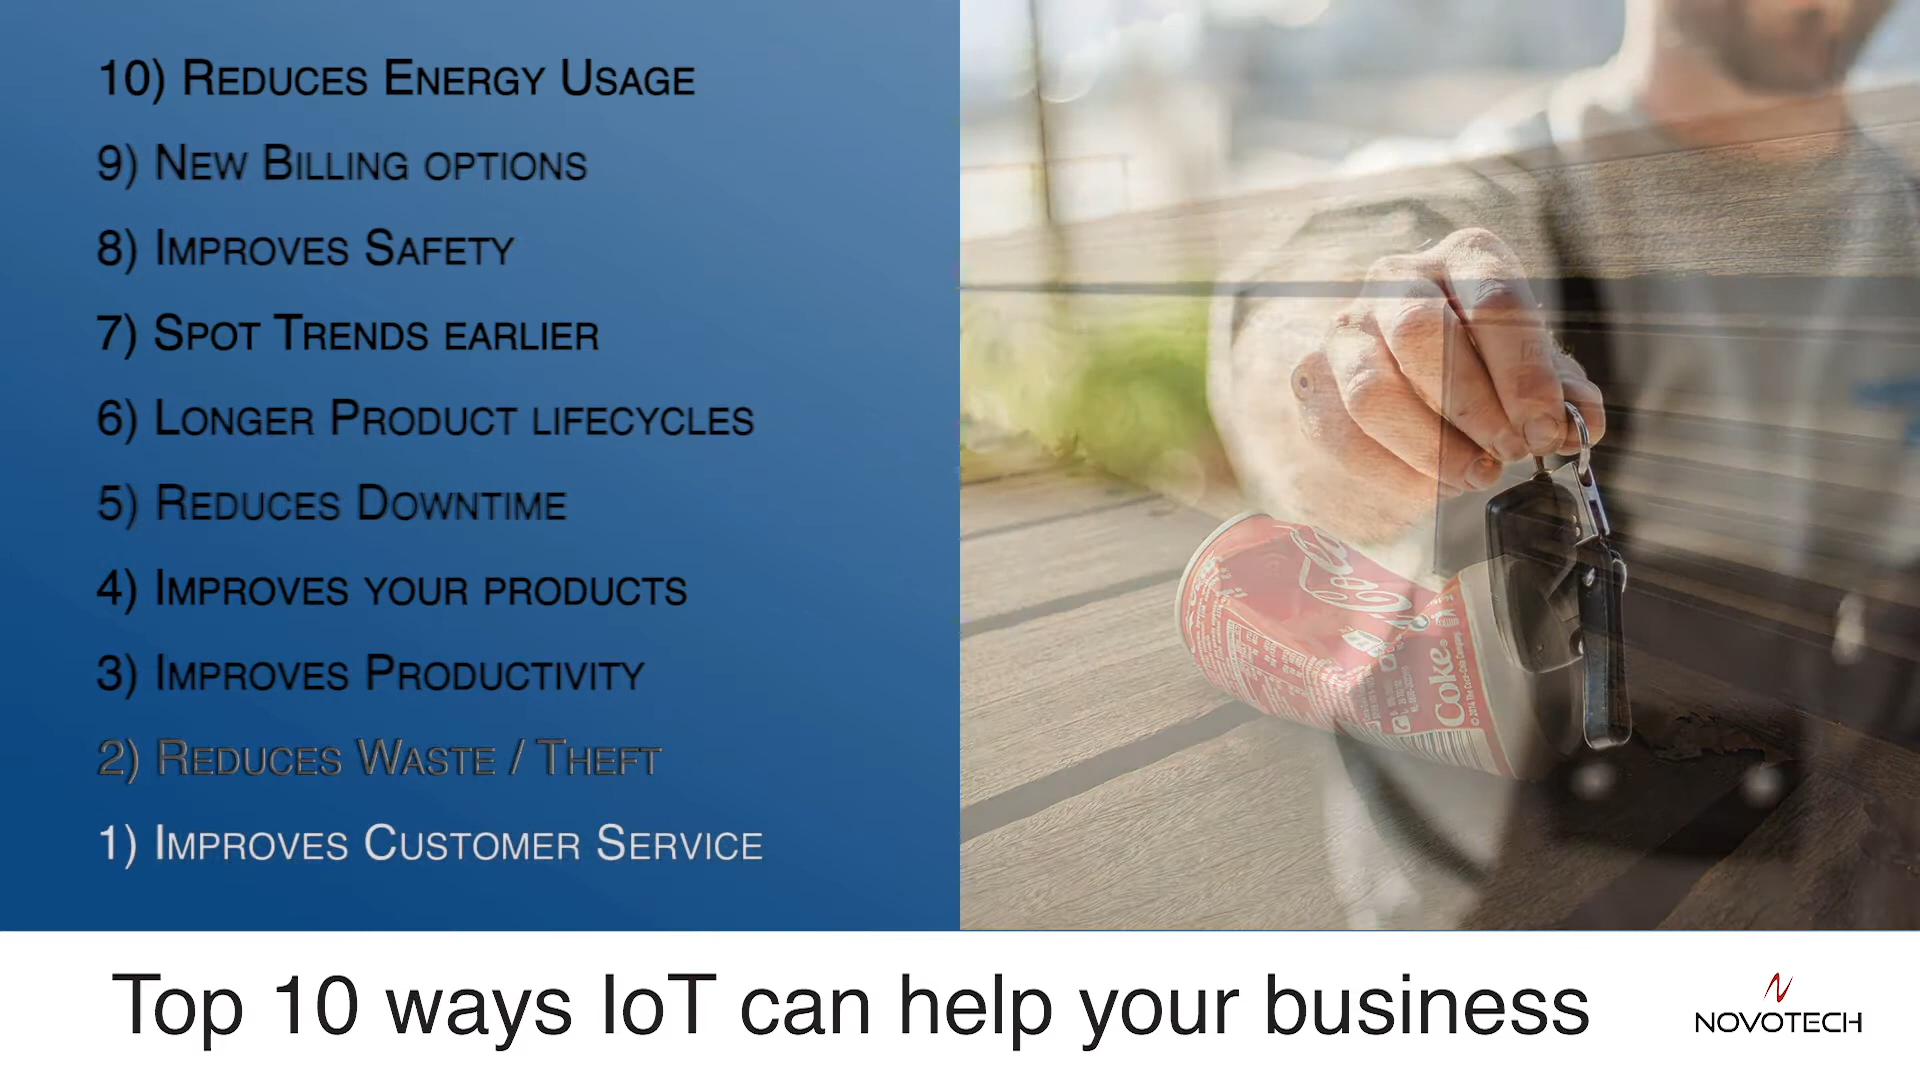 10) Reduces Energy Usage
9) New Billing options
8) Improves Safety
7) Spot Trends earlier
6) Longer Product lifecycles
5) Reduces Downtime
4) Improves your products
3) Improves Productivity
2) Reduces Waste / Theft
1) Improves Customer Service
Coke
Top 10 ways IoT can help your business
NOVOTECH